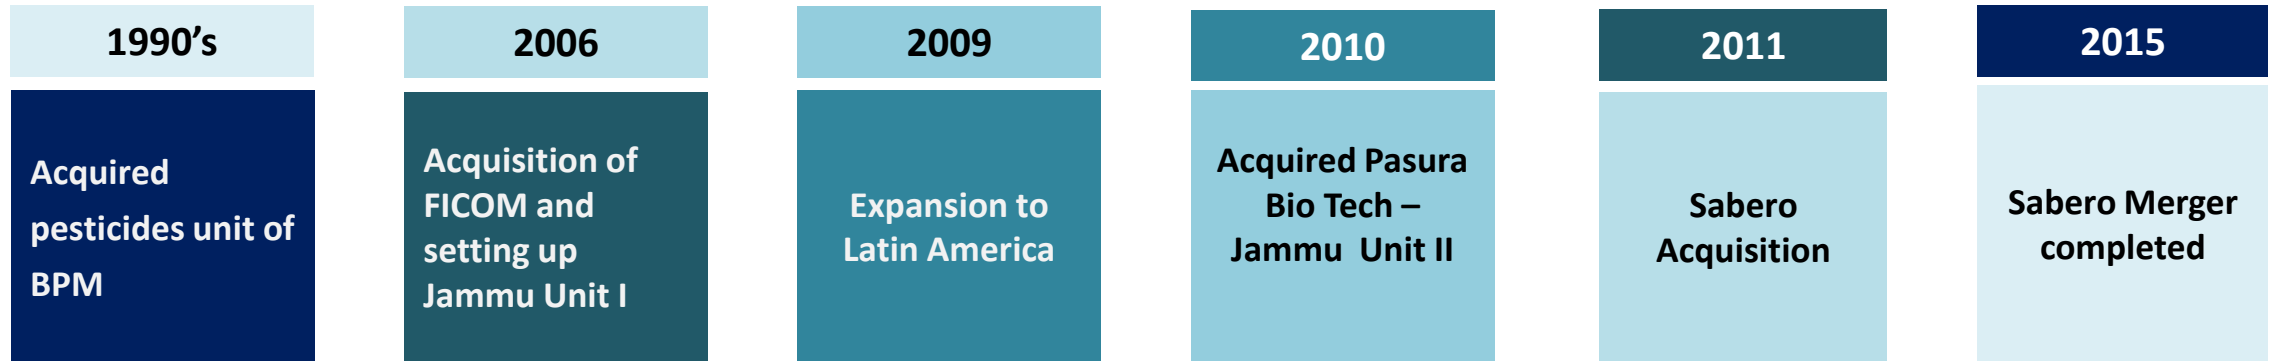 1990’s
Acquired
pesticides unit of
BPM
2006
Acquisition of
FICOM and
setting up
Jammu Unit I
2009
Expansion to
Latin America
2010
Acquired Pasura
Bio Tech –
Jammu  Unit II
2011
Sabero
Acquisition
2015
Sabero Merger
completed